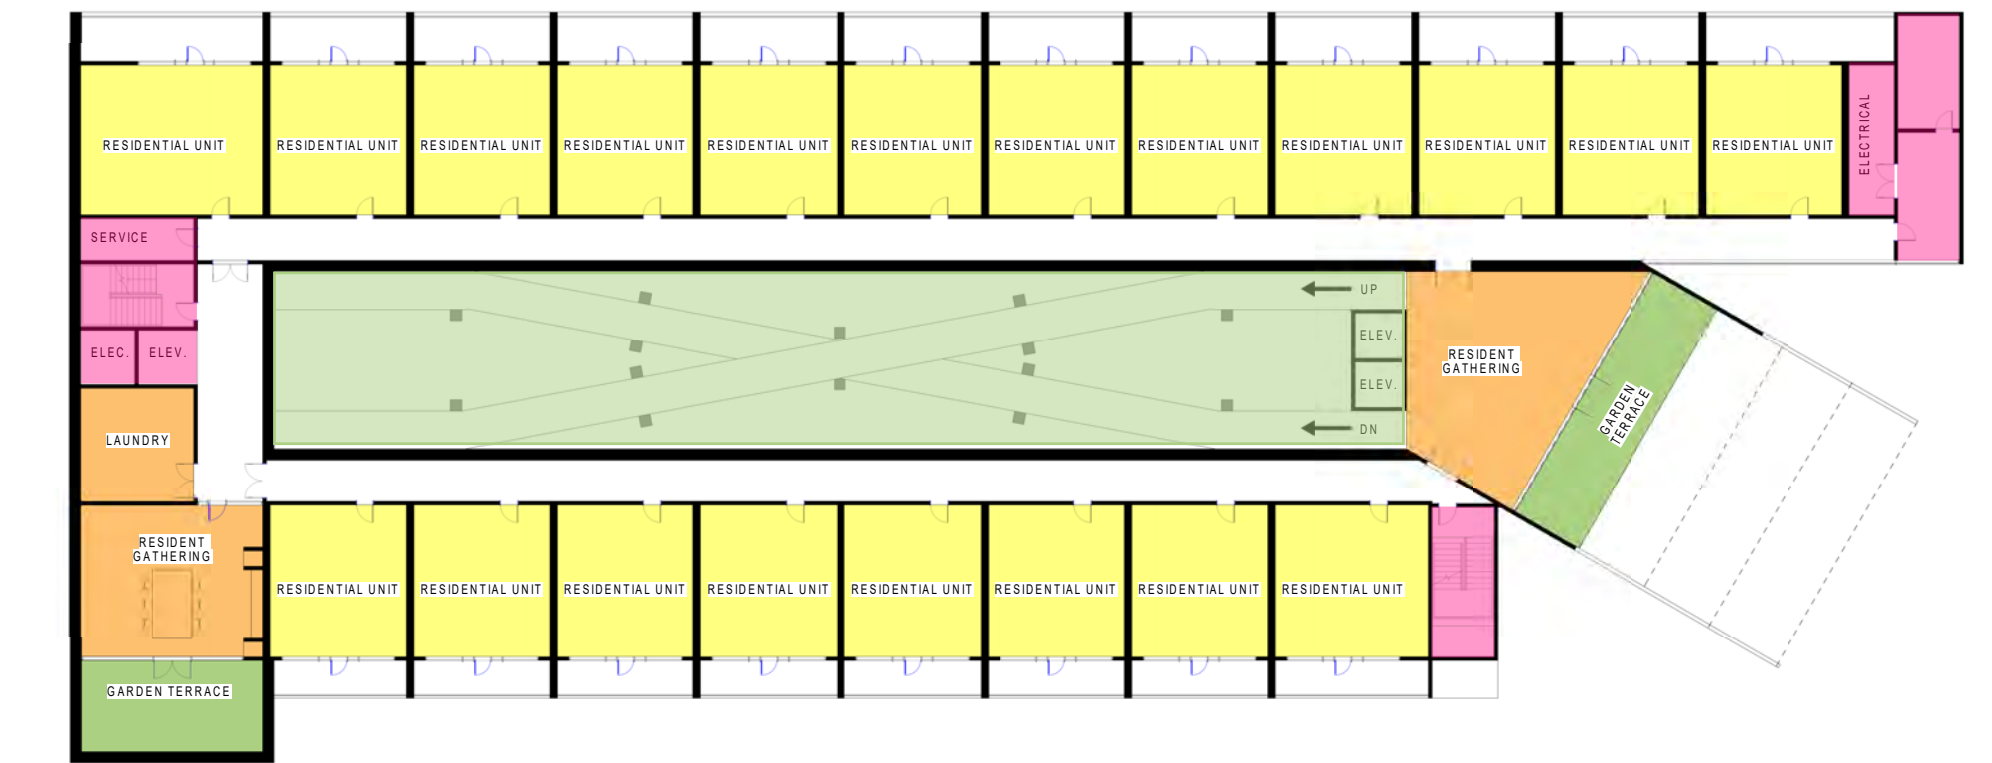 RESIDENTIAL UNIT
RESIDENTIAL UNIT
RESIDENTIAL UNIT
RESIDENTIAL UNIT
RESIDENTIAL UNIT
RESIDENTIAL UNIT
RESIDENTIAL UNIT
RESIDENTIAL UNIT
RESIDENTIAL UNIT
RESIDENTIAL UNIT
RESIDENTIAL UNIT
RESIDENTIAL UNIT
ELECTRICAL
SERVICE
UP
ELEV.
ELEC.
ELEV.
RESIDENT
GATHERING
ELEV.
GARDEN
TERRACE
DN
LAUNDRY
RESIDENT
GATHERING
RESIDENTIAL UNIT
RESIDENTIAL UNIT
RESIDENTIAL UNIT
RESIDENTIAL UNIT
RESIDENTIAL UNIT
RESIDENTIAL UNIT
RESIDENTIAL UNIT
RESIDENTIAL UNIT
GARDEN TERRACE